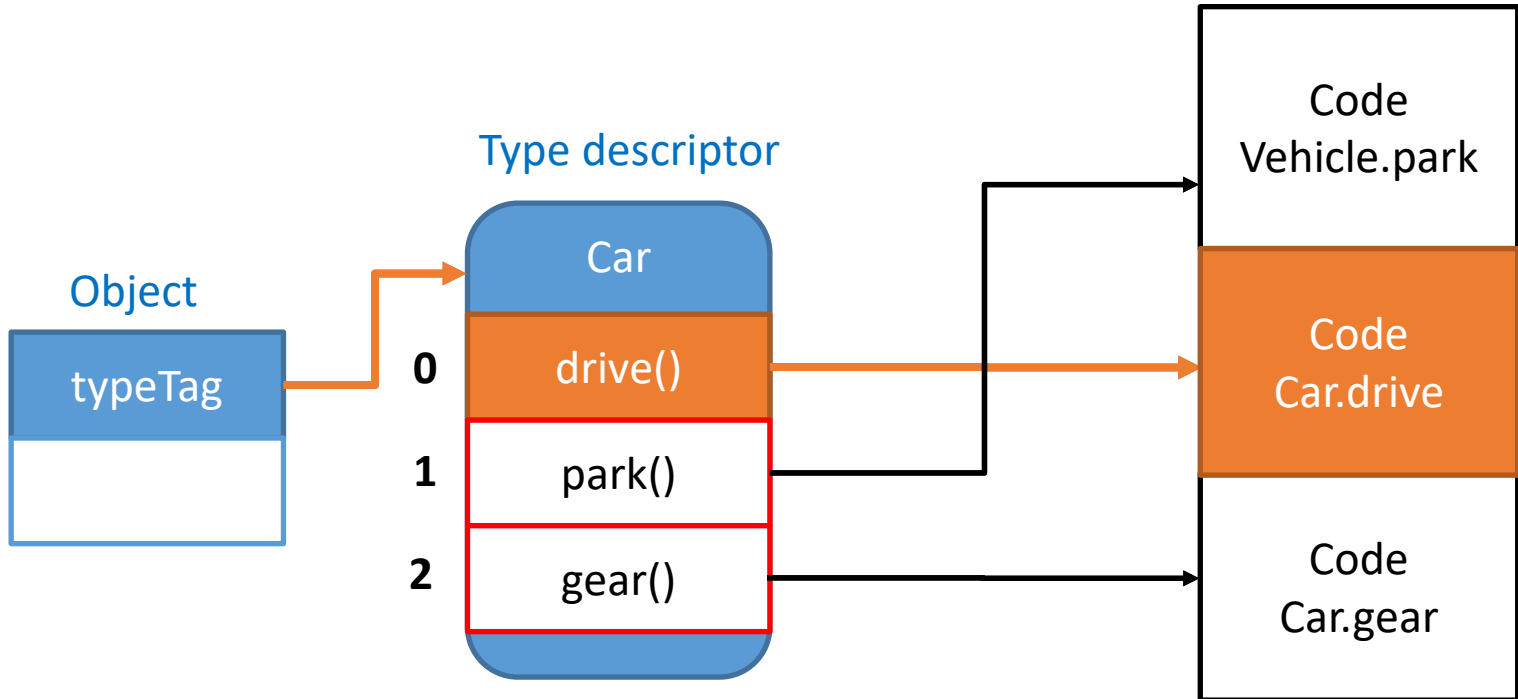 Object
typeTag
Type descriptor
Car
0
drive()
1
park()
2
gear()
Code
Vehicle.park
Code
Car.drive
Code
Car.gear